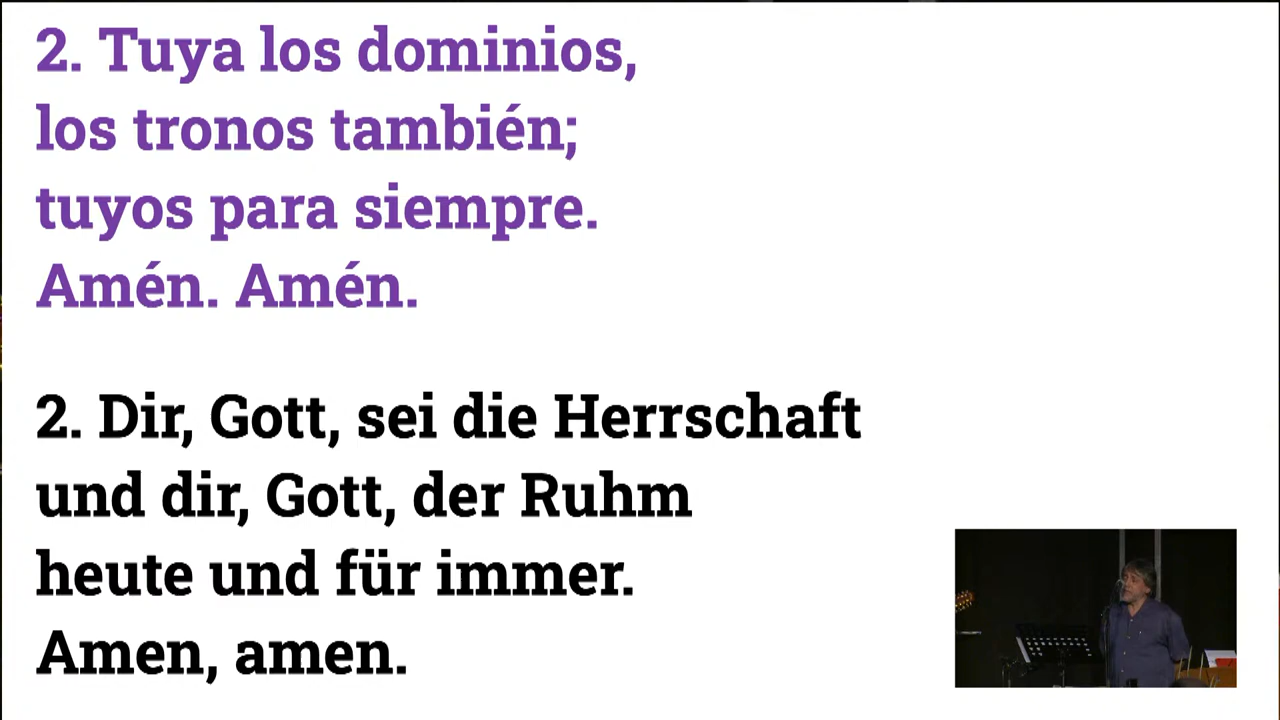 2. Tuya los dominios,
los tronos también;
tuyos para siempre.
Amén. Amén.
2. Dir, Gott, sei die Herrschaft
und dir, Gott, der Ruhm
heute und für immer.
Amen, amen.